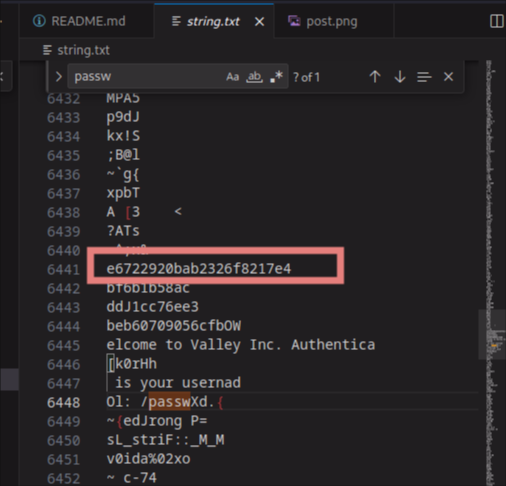 README.md
string.txt
post.png
string.txt
passw
Aa
ab
.*
? of 1
6432 MPA5
6433 p9dJ
6434 kx!S
6435 ;B@l
6436 ~`g{
6437 xpbT
6438 A [3 <
6439 ?ATs
6440
6441 e6722920bab2326f8217e4
6442 bf6b1b58ac
6443 ddJ1cc76ee3
6444 beb60709056cfbOW
6445 elcome to Valley Inc. Authentica
6446 [k0rHh
6447 is your usernad
6448 Ol: /passwXd.{
6449 ~{edJrong P=
6450 sL_striF::_M_M
6451 v0ida%02xo
6452 ~ c-74